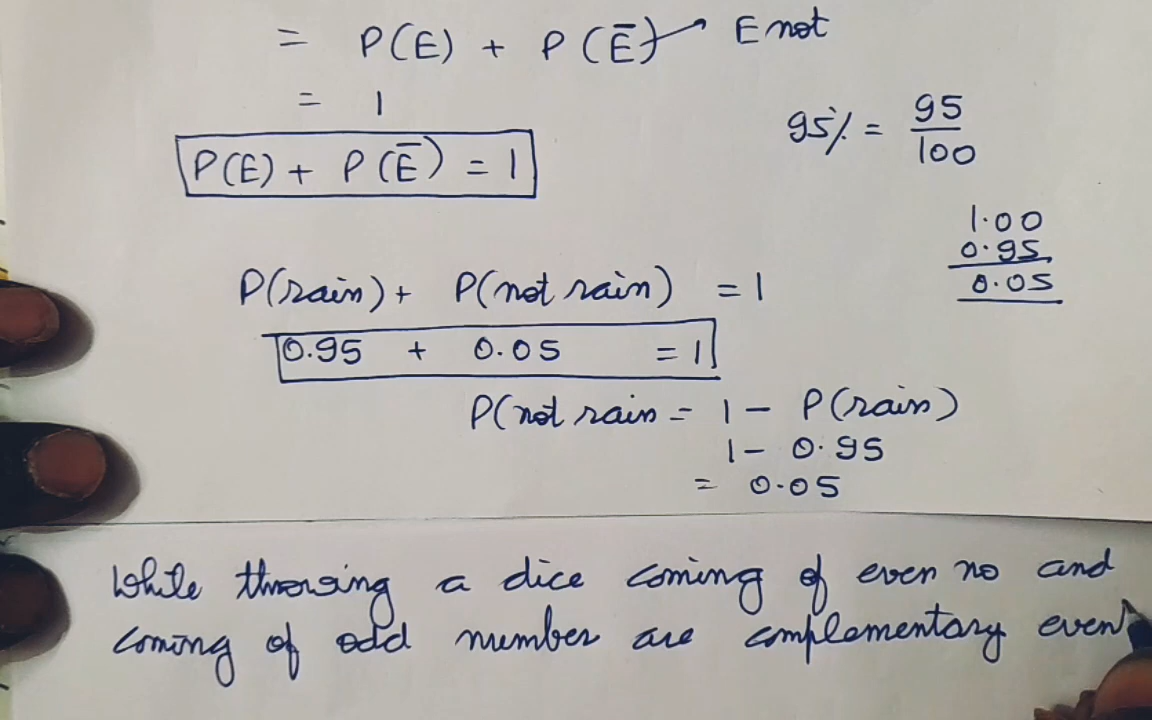 = P(E) + P(Ē) E not
= 1
P(E) + P(Ē) = 1
95% = 95/100
1.00
0.95
0.05
P(rain) + P(not rain) = 1
0.95 + 0.05 = 1
P(not rain = 1 - P(rain)
1 - 0.95
= 0.05
While throwing a dice coming of even no and
coming of odd number are complementary even